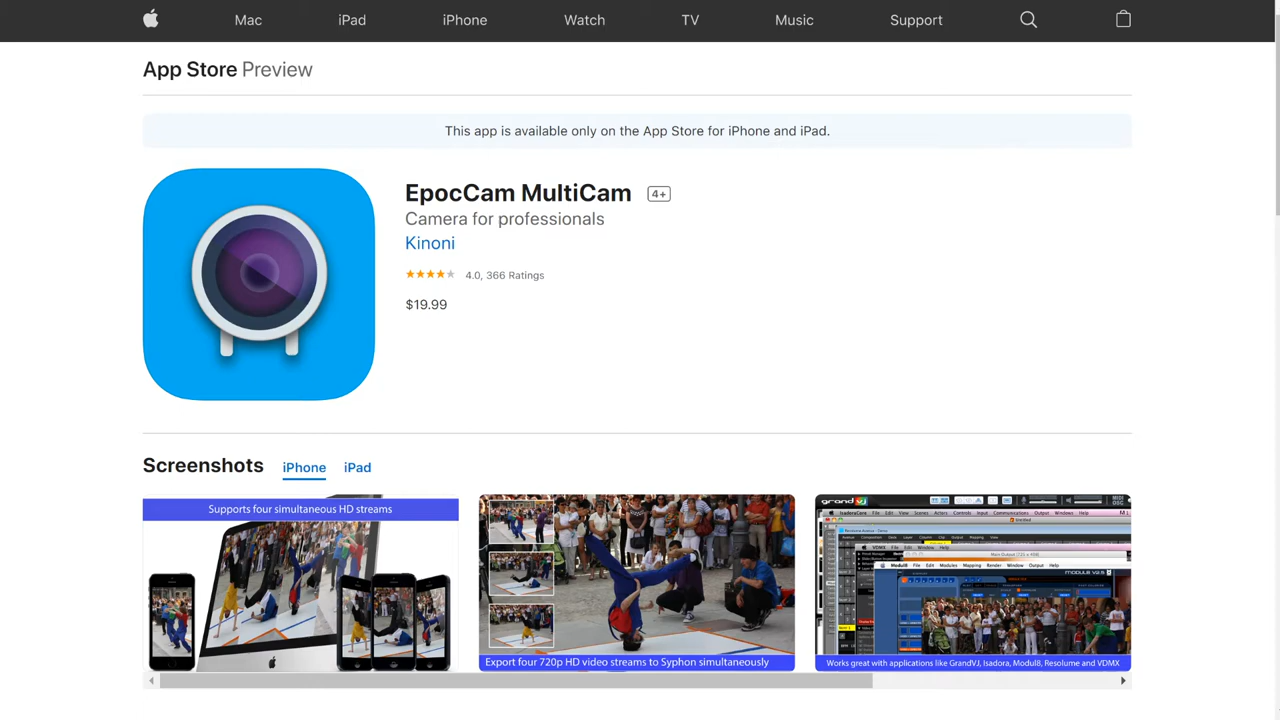 Mac
iPad
iPhone
Watch
TV
Music
Support
App Store Preview
This app is available only on the App Store for iPhone and iPad.
EpocCam MultiCam 4+
Camera for professionals
Kinoni
4.0, 366 Ratings
$19.99
Screenshots iPhone iPad
Supports four simultaneous HD streams
Export four 720p HD video streams to Syphon simultaneously
grand VJ
Works great with applications like GrandVJ, Isadora, Modul8, Resolume and VDMX